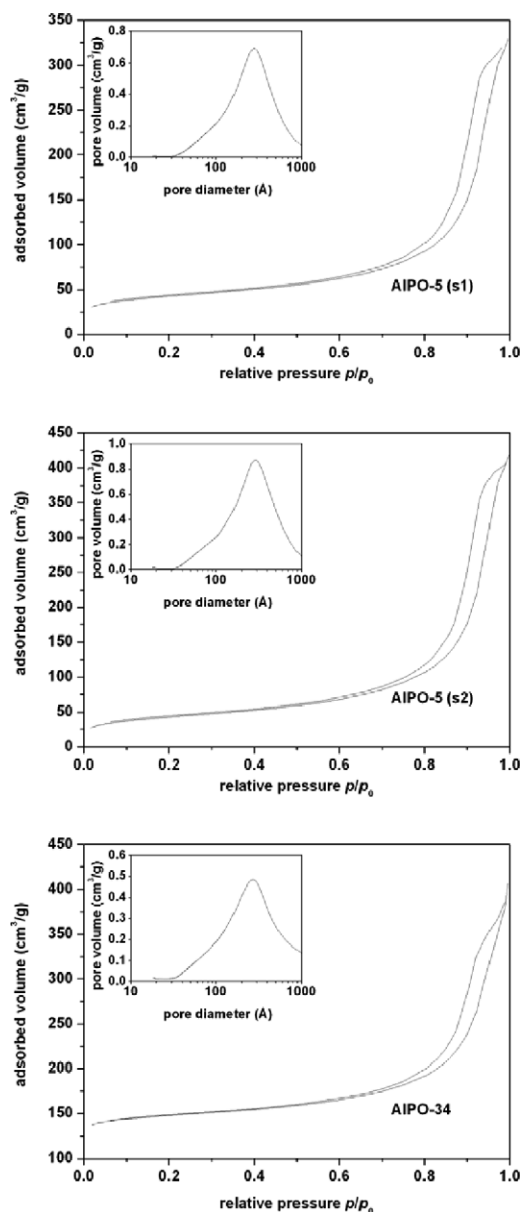 350
300
250
200
150
100
50
0
adsorbed volume (cm³/g)
0.8
0.6
0.4
0.2
0.0
pore volume (cm³/g)
10 100 1000
pore diameter (Å)
AlPO-5 (s1)
0.0 0.2 0.4 0.6 0.8 1.0
relative pressure p/p₀
450
400
350
300
250
200
150
100
50
0
adsorbed volume (cm³/g)
1.0
0.8
0.6
0.4
0.2
0.0
pore volume (cm³/g)
10 100 1000
pore diameter (Å)
AlPO-5 (s2)
0.0 0.2 0.4 0.6 0.8 1.0
relative pressure p/p₀
450
400
350
300
250
200
150
100
adsorbed volume (cm³/g)
0.6
0.5
0.4
0.3
0.2
0.1
0.0
pore volume (cm³/g)
10 100 1000
pore diameter (Å)
AlPO-34
0.0 0.2 0.4 0.6 0.8 1.0
relative pressure p/p₀